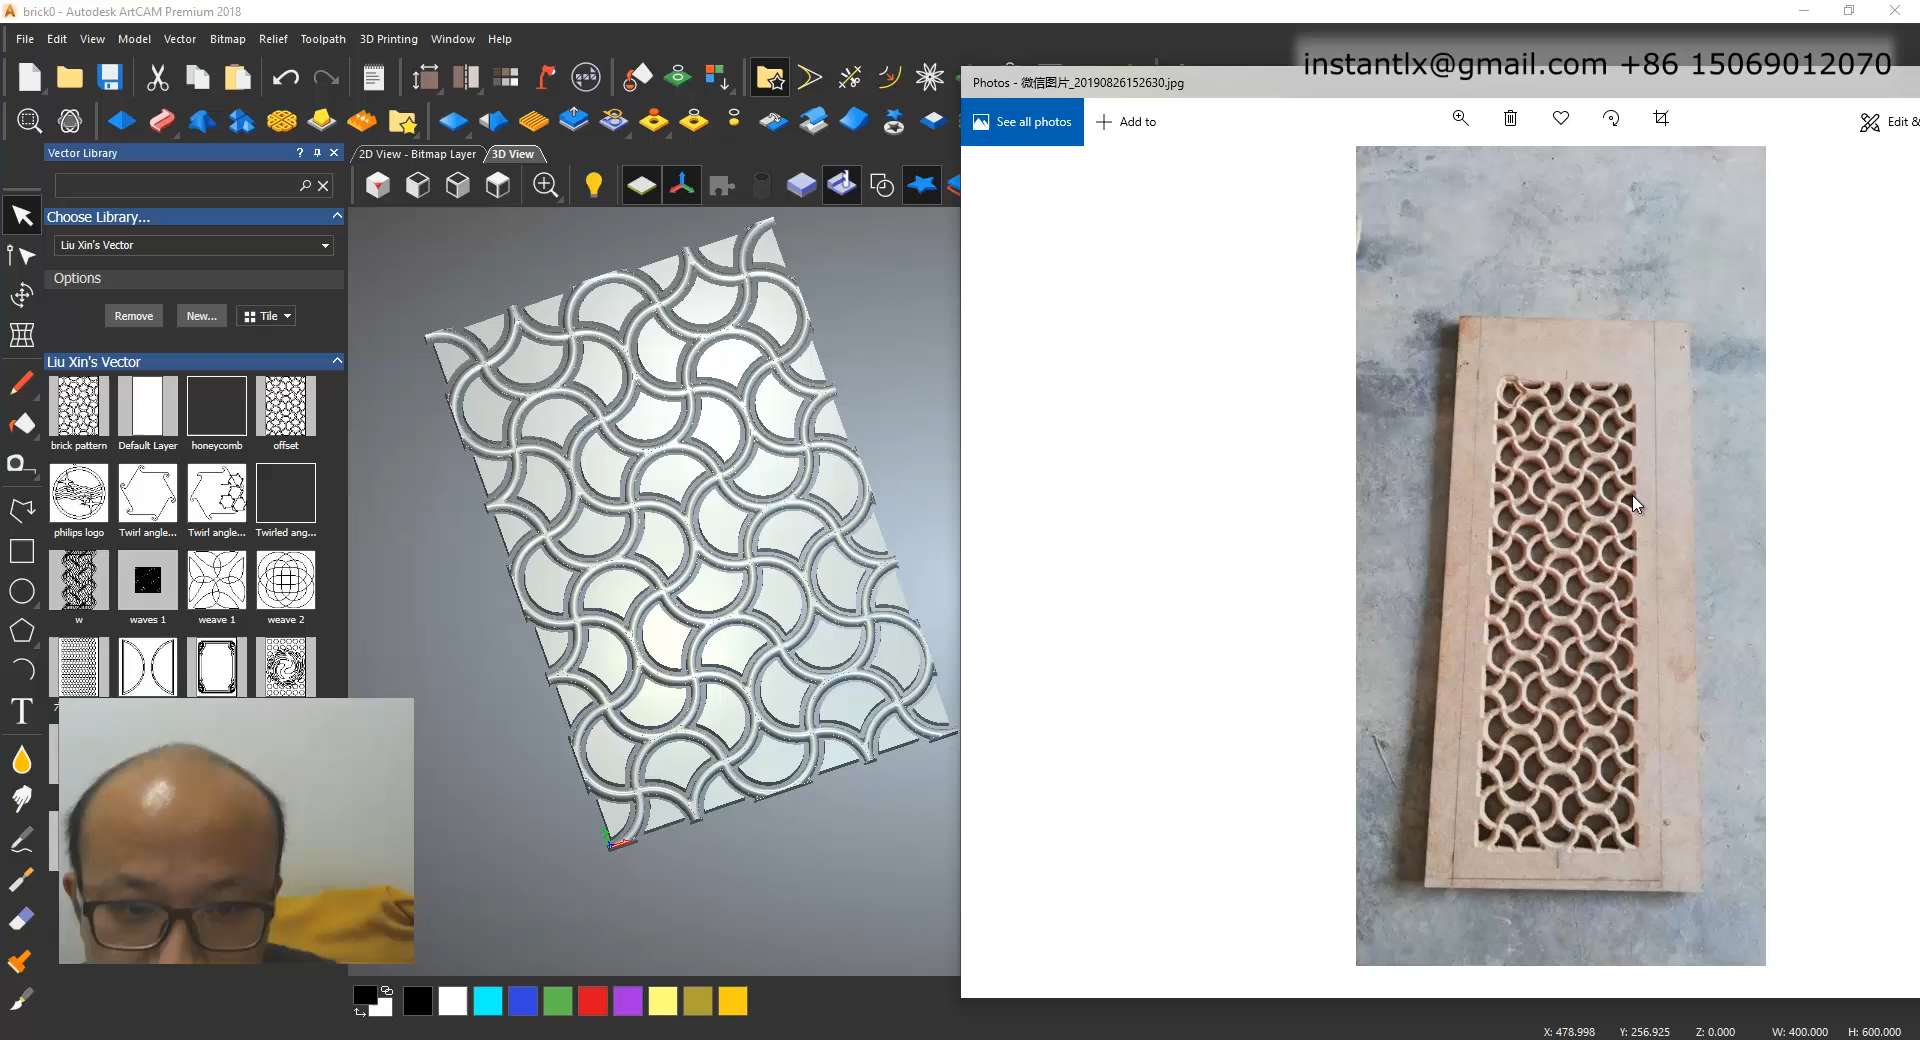 brick0 - Autodesk ArtCAM Premium 2018
File Edit View Model Vector Bitmap Relief Toolpath 3D Printing Window Help
instantlx@gmail.com +86 15069012070
Photos - 微信图片_20190826152630.jpg
See all photos
Add to
Edit &
Vector Library
2D View - Bitmap Layer
3D View
Choose Library...
Liu Xin's Vector
Options
Remove
New...
Tile
Liu Xin's Vector
brick pattern Default Layer honeycomb offset
philips logo Twirl angle... Twirl angle... Twirled ang...
w waves 1 weave 1 weave 2
T
X: 478.998 Y: 256.925 Z: 0.000 W: 400.000 H: 600.000